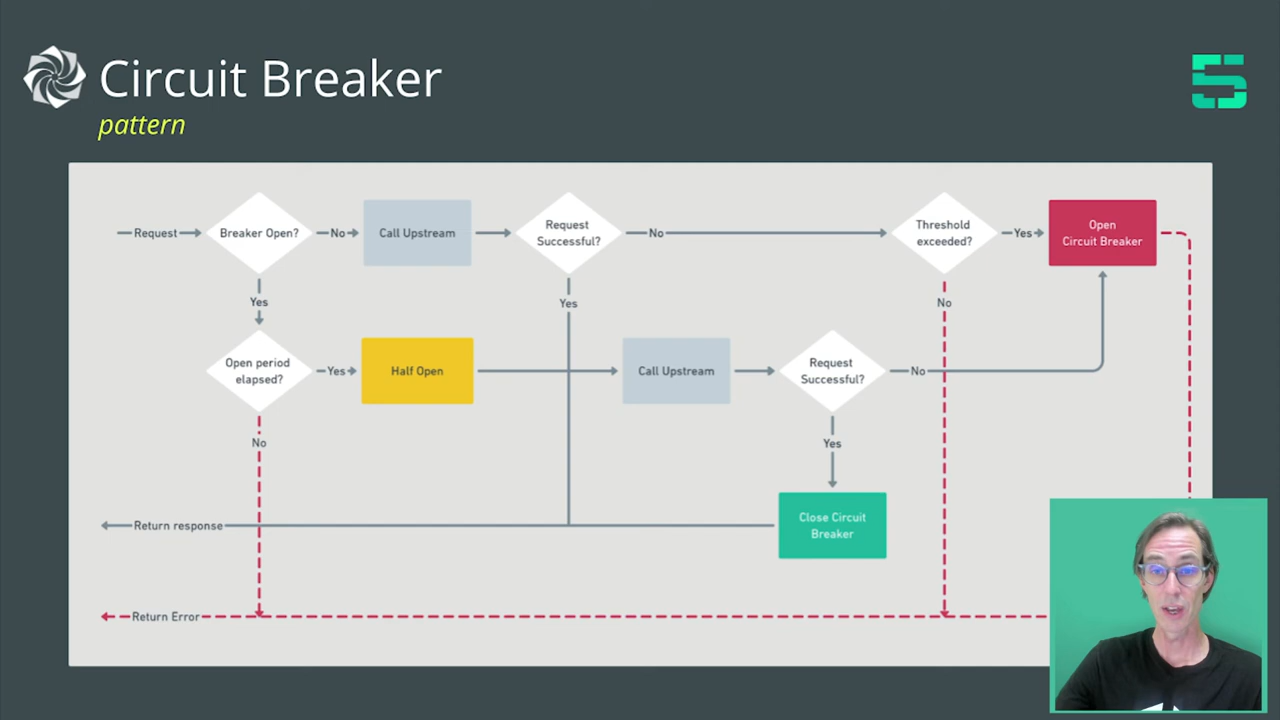 Circuit Breaker
pattern
Request
Breaker Open?
No
Call Upstream
Request
Successful?
No
Threshold
exceeded?
Yes
Open
Circuit Breaker
Yes
Yes
No
Open period
elapsed?
Yes
Half Open
Call Upstream
Request
Successful?
No
No
Yes
Return response
Close Circuit
Breaker
Return Error